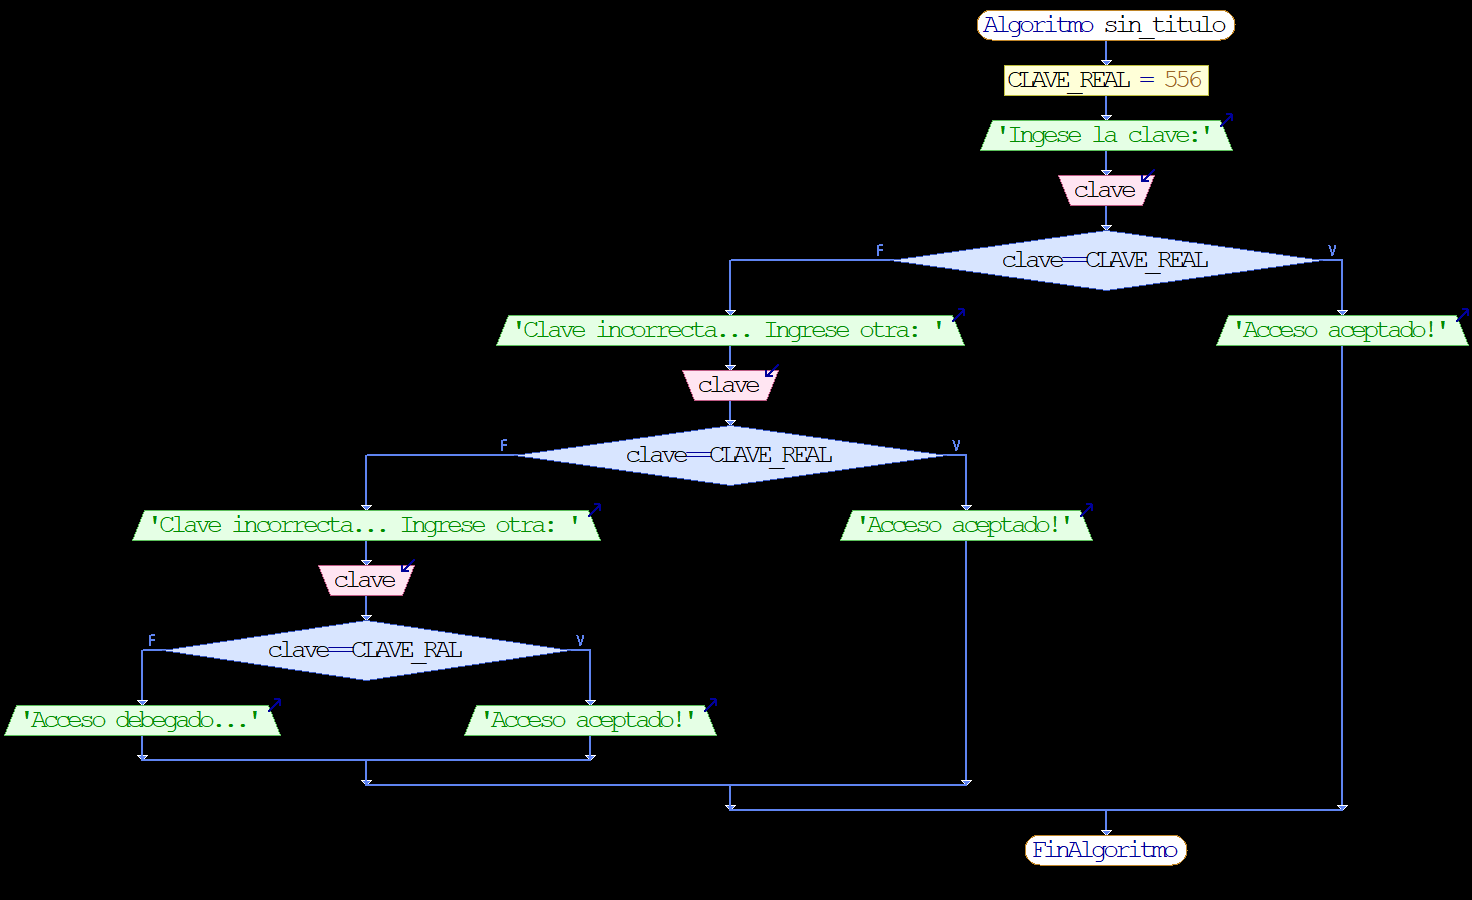 Algoritmo sin_titulo
CLAVE_REAL = 556
'Ingese la clave:'
clave
clave==CLAVE_REAL
F
V
'Clave incorrecta... Ingrese otra: '
'Acceso aceptado!'
clave
clave==CLAVE_REAL
F
V
'Clave incorrecta... Ingrese otra: '
'Acceso aceptado!'
clave
clave==CLAVE_RAL
F
V
'Acceso debegado...'
'Acceso aceptado!'
FinAlgoritmo